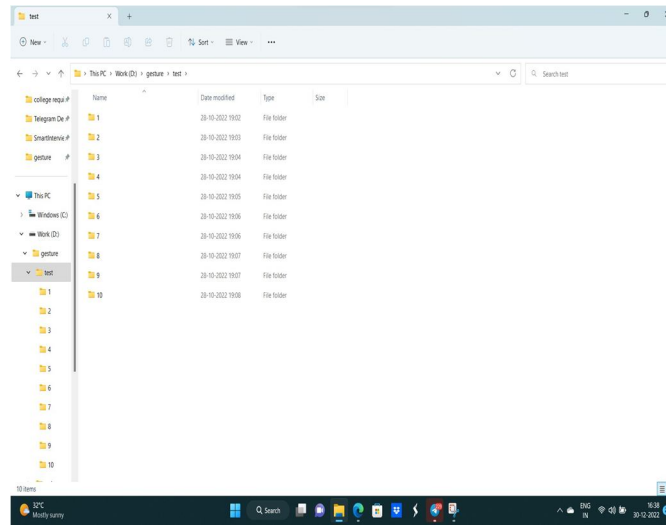 test
New
Sort
View
This PC > Work (D:) > gesture > test >
Search test
Name Date modified Type Size
1 28-10-2022 19:02 File folder
2 28-10-2022 19:03 File folder
3 28-10-2022 19:04 File folder
4 28-10-2022 19:04 File folder
5 28-10-2022 19:05 File folder
6 28-10-2022 19:06 File folder
7 28-10-2022 19:06 File folder
8 28-10-2022 19:07 File folder
9 28-10-2022 19:07 File folder
10 28-10-2022 19:08 File folder
college requi
Telegram De
SmartIntervie
gesture
This PC
Windows (C:)
Work (D:)
gesture
test
1
2
3
4
5
6
7
8
9
10
10 items
32°C
Mostly sunny
Search
ENG
IN
16:38
30-12-2022